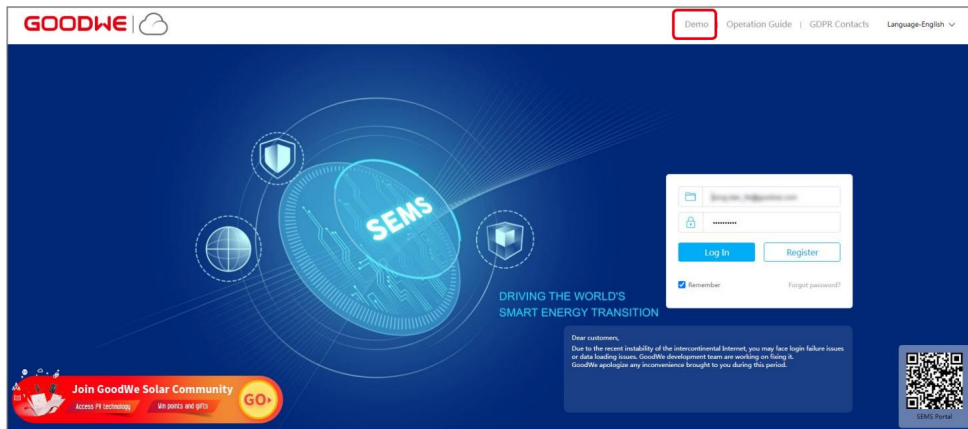 GOODWE
Demo | Operation Guide | GDPR Contacts Language-English
SEMS
Log In Register
Remember Forgot password?
DRIVING THE WORLD'S
SMART ENERGY TRANSITION
Dear customers,
Due to the recent instability of the intercontinental Internet, you may face login failure issues
or data loading issues. GoodWe development team are working on fixing it.
GoodWe apologize any inconvenience brought to you during this period.
Join GoodWe Solar Community
Access PV technology Win points and gifts
GO
SEMS Portal